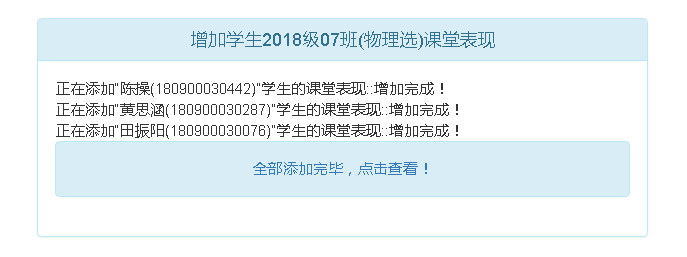 增加学生2018级07班(物理选)课堂表现
正在添加"陈操(180900030442)"学生的课堂表现::增加完成！
正在添加"黄思涵(180900030287)"学生的课堂表现::增加完成！
正在添加"田振阳(180900030076)"学生的课堂表现::增加完成！
全部添加完毕，点击查看！